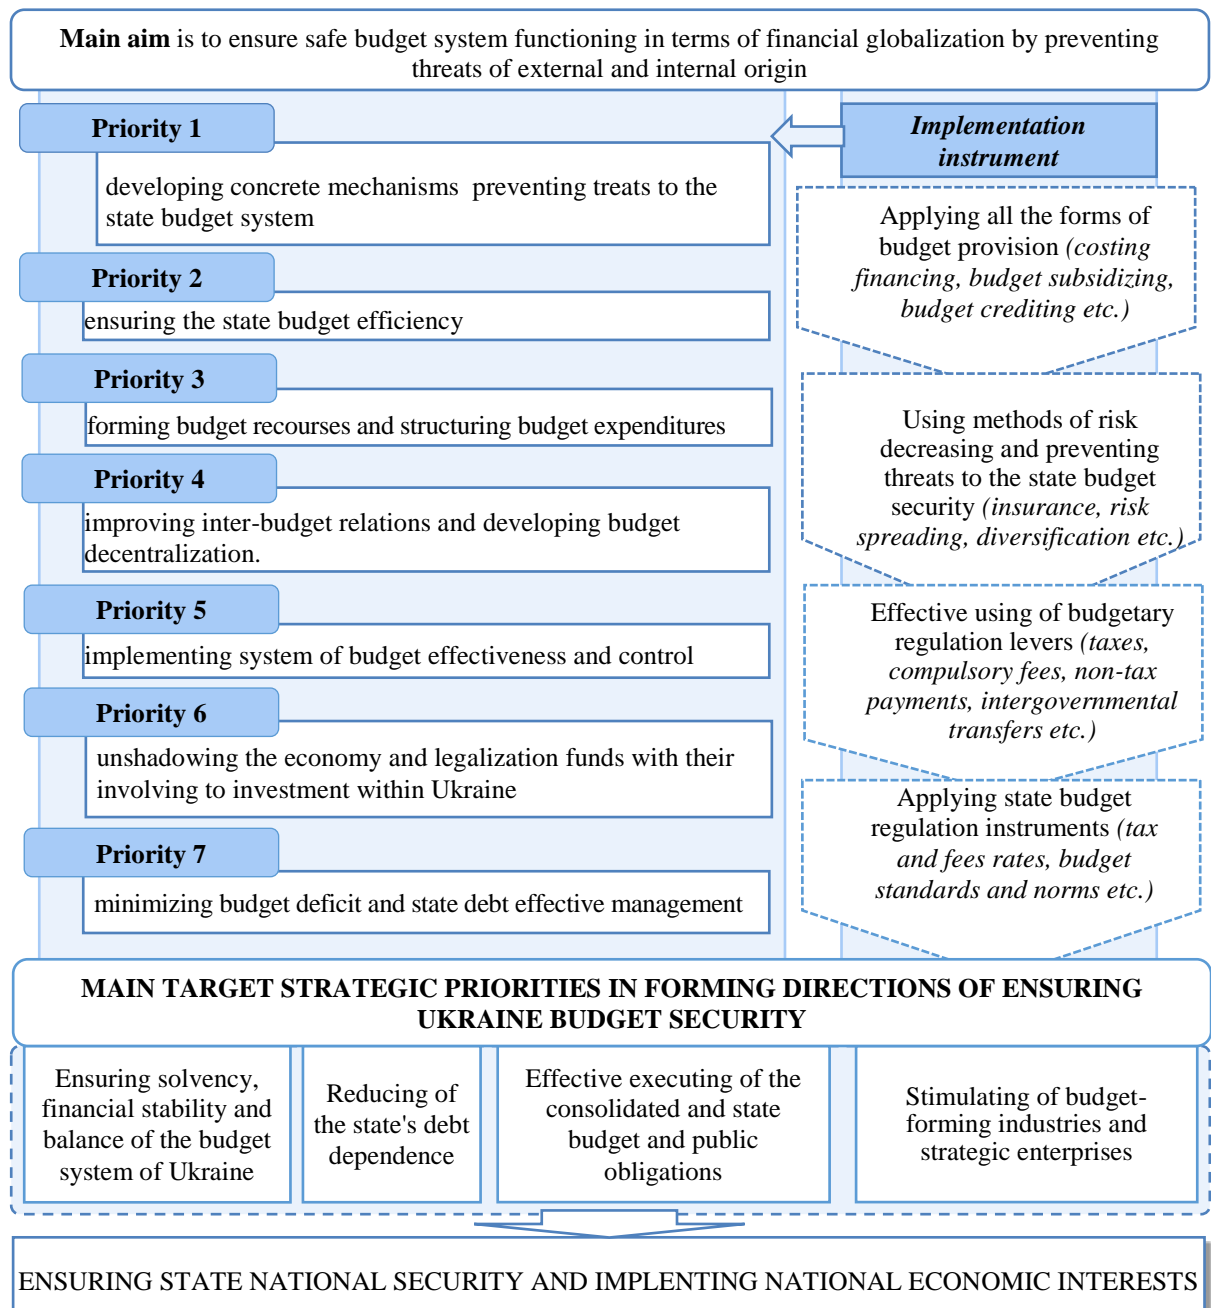 Main aim is to ensure safe budget system functioning in terms of financial globalization by preventing
threats of external and internal origin
Priority 1
developing concrete mechanisms  preventing treats to the
state budget system
Priority 2
ensuring the state budget efficiency
Priority 3
forming budget recourses and structuring budget expenditures
Priority 4
improving inter-budget relations and developing budget
decentralization.
Priority 5
implementing system of budget effectiveness and control
Priority 6
unshadowing the economy and legalization funds with their
involving to investment within Ukraine
Priority 7
minimizing budget deficit and state debt effective management
Implementation
instrument
Applying all the forms of
budget provision (costing
financing, budget subsidizing,
budget crediting etc.)
Using methods of risk
decreasing and preventing
threats to the state budget
security (insurance, risk
spreading, diversification etc.)
Effective using of budgetary
regulation levers (taxes,
compulsory fees, non-tax
payments, intergovernmental
transfers etc.)
Applying state budget
regulation instruments (tax
and fees rates, budget
standards and norms etc.)
MAIN TARGET STRATEGIC PRIORITIES IN FORMING DIRECTIONS OF ENSURING
UKRAINE BUDGET SECURITY
Ensuring solvency,
financial stability and
balance of the budget
system of Ukraine
Reducing of
the state's debt
dependence
Effective executing of the
consolidated and state
budget and public
obligations
Stimulating of budget-
forming industries and
strategic enterprises
ENSURING STATE NATIONAL SECURITY AND IMPLENTING NATIONAL ECONOMIC INTERESTS